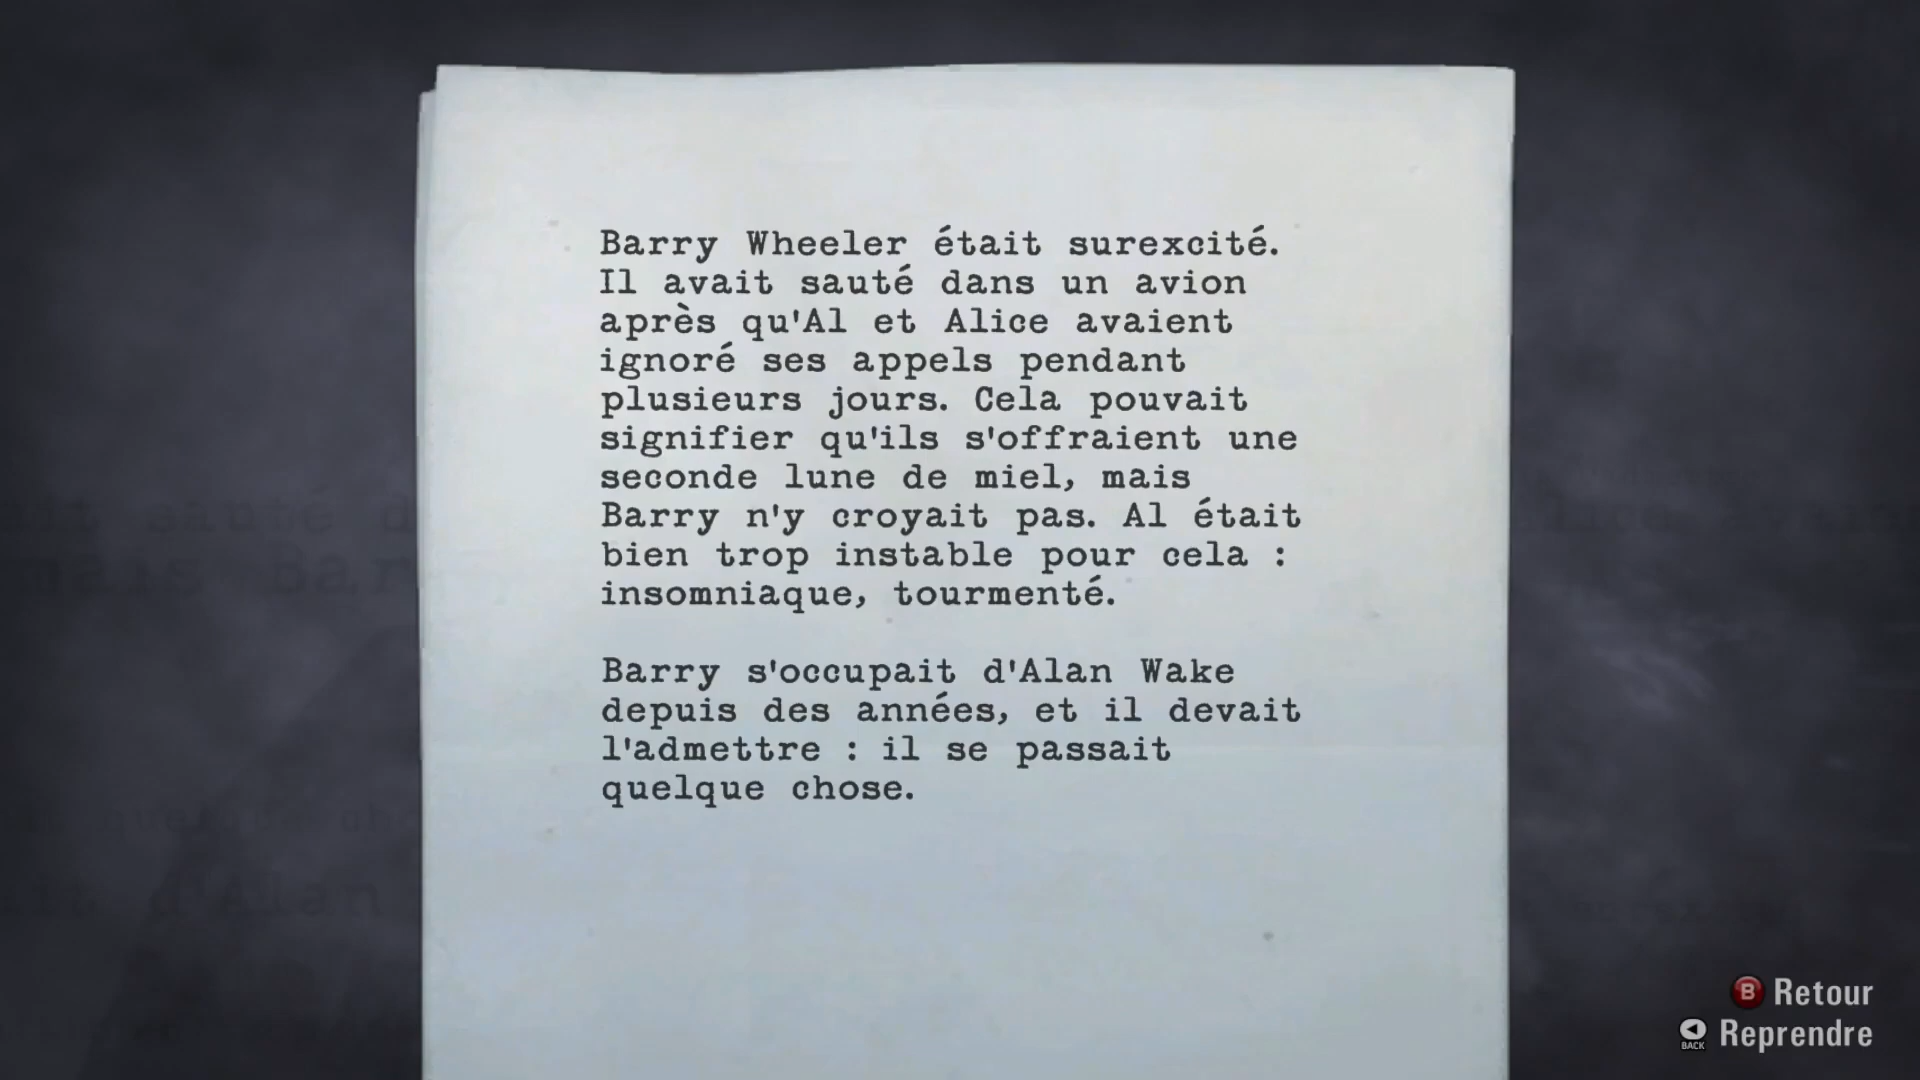 Barry Wheeler était surexcité.
Il avait sauté dans un avion
après qu'Al et Alice avaient
ignoré ses appels pendant
plusieurs jours. Cela pouvait
signifier qu'ils s'offraient une
seconde lune de miel, mais
Barry n'y croyait pas. Al était
bien trop instable pour cela :
insomniaque, tourmenté.
Barry s'occupait d'Alan Wake
depuis des années, et il devait
l'admettre : il se passait
quelque chose.
B Retour
BACK Reprendre